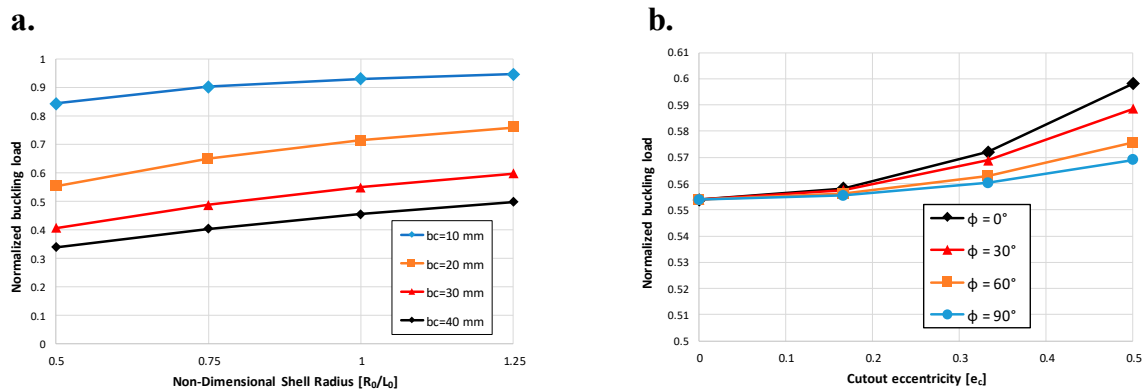 a.
1
0.9
0.8
0.7
0.6
0.5
0.4
0.3
0.2
0.1
0
Normalized buckling load
0.5 0.75 1 1.25
Non-Dimensional Shell Radius [R₀/L₀]
bc=10 mm
bc=20 mm
bc=30 mm
bc=40 mm
b.
0.61
0.6
0.59
0.58
0.57
0.56
0.55
0.54
0.53
0.52
0.51
0.5
Normalized buckling load
0 0.1 0.2 0.3 0.4 0.5
Cutout eccentricity [e꜀]
ϕ = 0°
ϕ = 30°
ϕ = 60°
ϕ = 90°